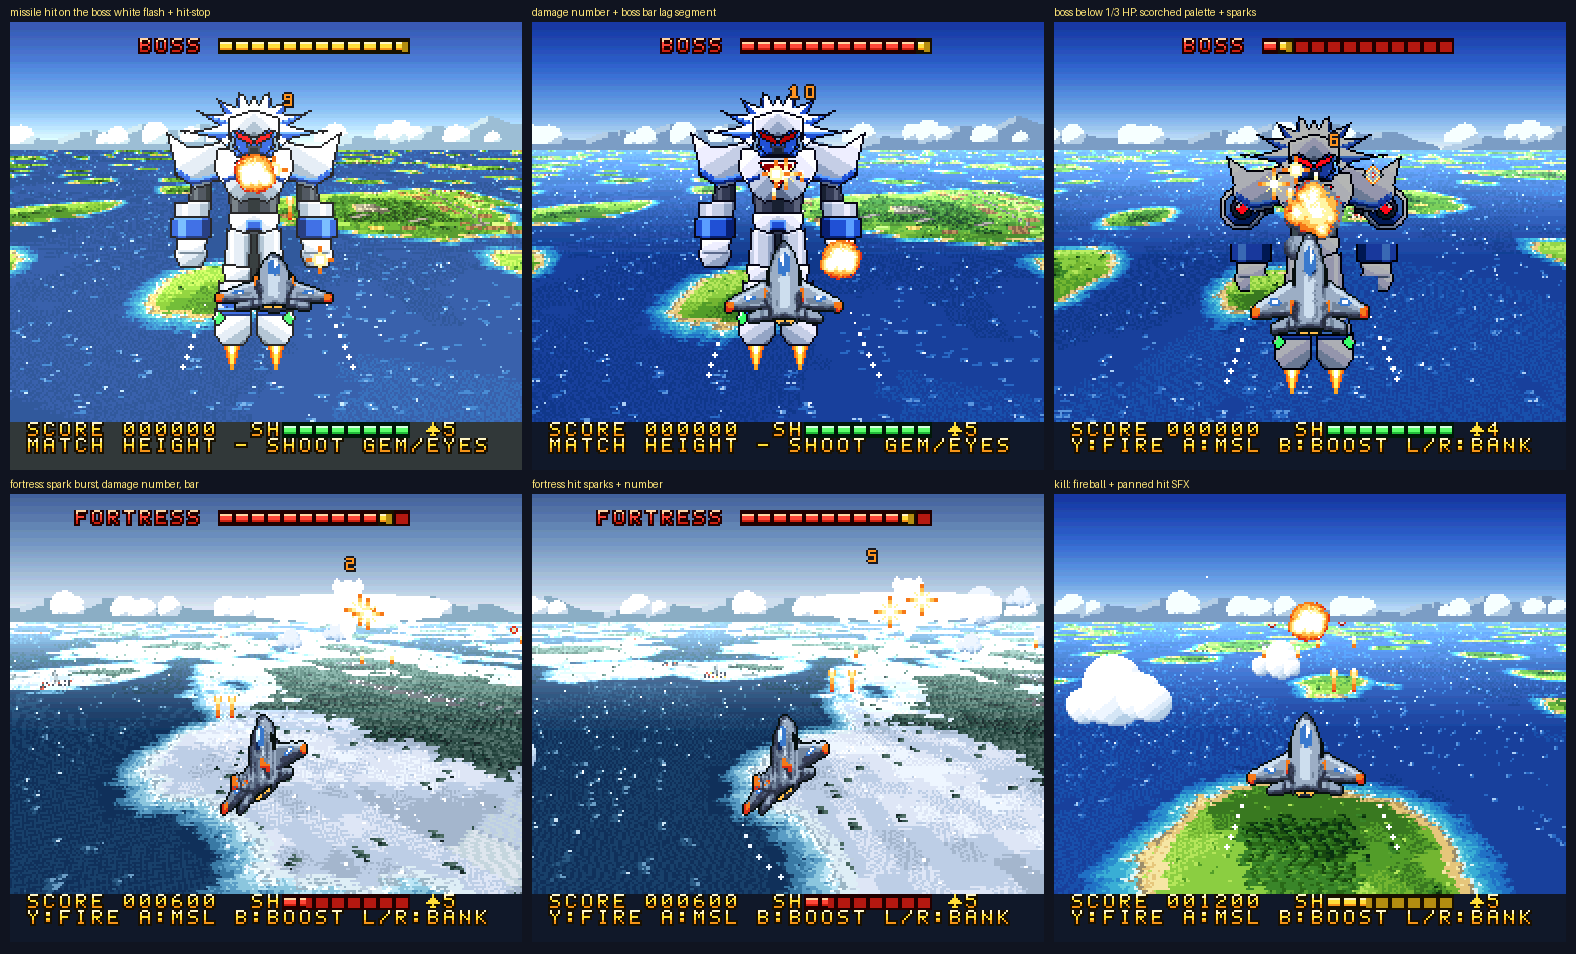 missile hit on the boss: white flash + hit-stop
BOSS
9
SCORE 000000 SH 5
MATCH HEIGHT - SHOOT GEM/EYES
damage number + boss bar lag segment
BOSS
10
SCORE 000000 SH 5
MATCH HEIGHT - SHOOT GEM/EYES
boss below 1/3 HP: scorched palette + sparks
BOSS
6
SCORE 000000 SH 4
Y:FIRE A:MSL B:BOOST L/R:BANK
fortress: spark burst, damage number, bar
FORTRESS
2
SCORE 000600 SH 5
Y:FIRE A:MSL B:BOOST L/R:BANK
fortress hit: sparks + number
FORTRESS
5
SCORE 000600 SH 5
Y:FIRE A:MSL B:BOOST L/R:BANK
kill: fireball + panned hit SFX
SCORE 001200 SH 5
Y:FIRE A:MSL B:BOOST L/R:BANK